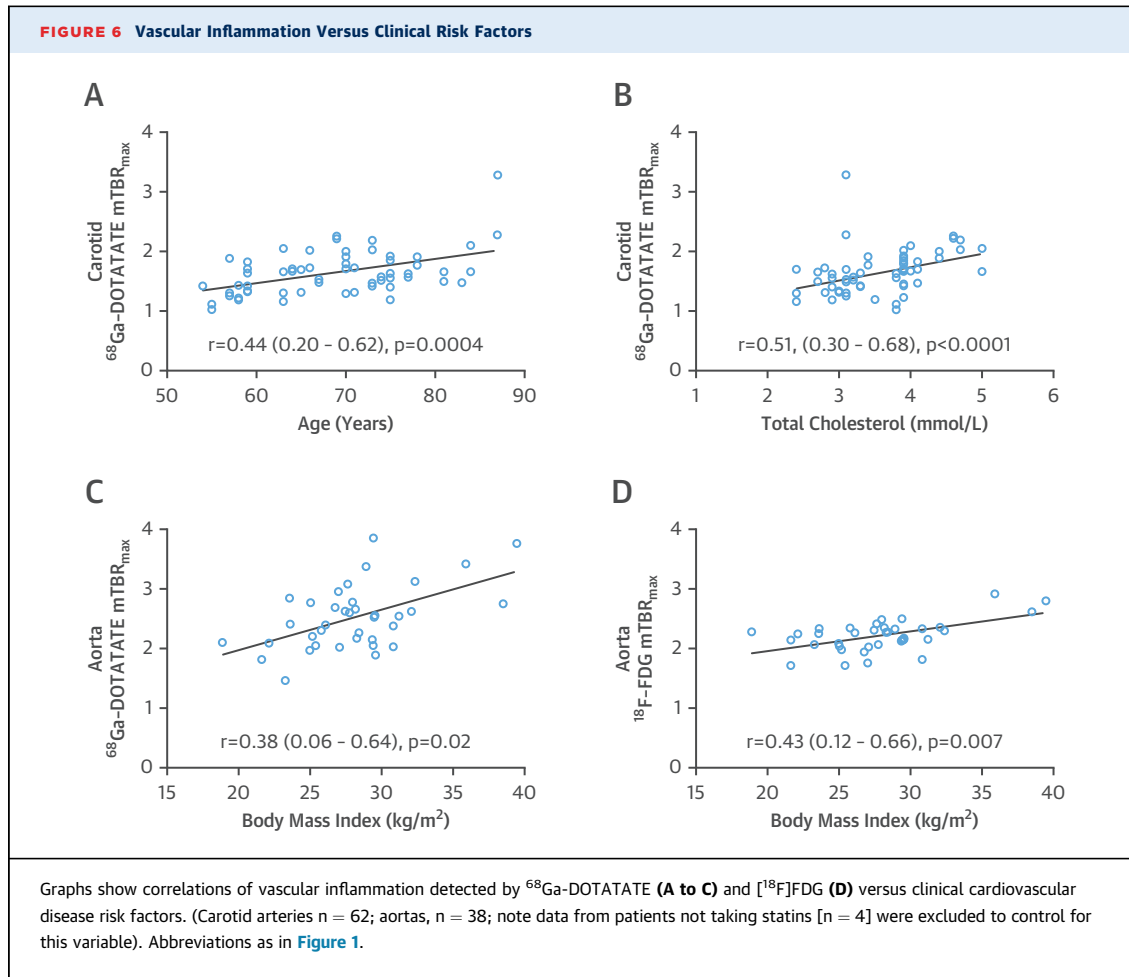 FIGURE 6 Vascular Inflammation Versus Clinical Risk Factors
A
Carotid
⁶⁸Ga-DOTATATE mTBRmax
4
3
2
1
0
r=0.44 (0.20 - 0.62), p=0.0004
50 60 70 80 90
Age (Years)
B
Carotid
⁶⁸Ga-DOTATATE mTBRmax
4
3
2
1
0
r=0.51, (0.30 - 0.68), p<0.0001
1 2 3 4 5 6
Total Cholesterol (mmol/L)
C
Aorta
⁶⁸Ga-DOTATATE mTBRmax
4
3
2
1
0
r=0.38 (0.06 - 0.64), p=0.02
15 20 25 30 35 40
Body Mass Index (kg/m²)
D
Aorta
¹⁸F-FDG mTBRmax
4
3
2
1
0
r=0.43 (0.12 - 0.66), p=0.007
15 20 25 30 35 40
Body Mass Index (kg/m²)
Graphs show correlations of vascular inflammation detected by ⁶⁸Ga-DOTATATE (A to C) and [¹⁸F]FDG (D) versus clinical cardiovascular
disease risk factors. (Carotid arteries n = 62; aortas, n = 38; note data from patients not taking statins [n = 4] were excluded to control for
this variable). Abbreviations as in Figure 1.